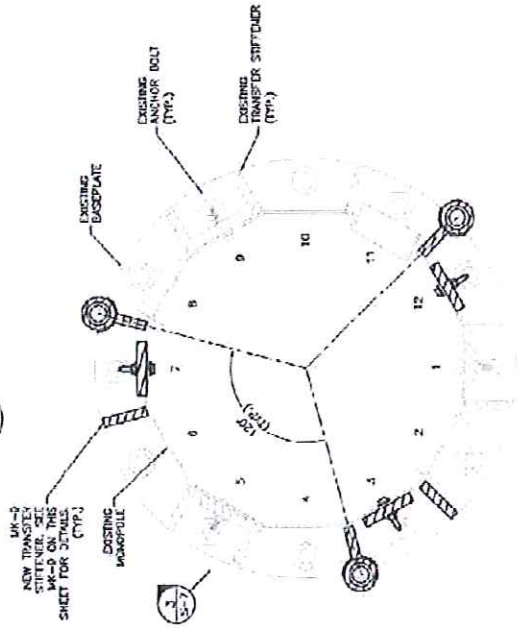 MK-D
NEW TRANSFER
STIFFENER. SEE
MK-D ON THIS
SHEET FOR DETAILS.
(TYP.)
EXISTING
MONOPOLE
EXISTING
BASEPLATE
EXISTING
ANCHOR BOLT
(TYP.)
EXISTING
TRANSFER STIFFENER
(TYP.)
120°
(TYP.)
1
2
3
4
5
6
7
8
9
10
11
12
3
S-7